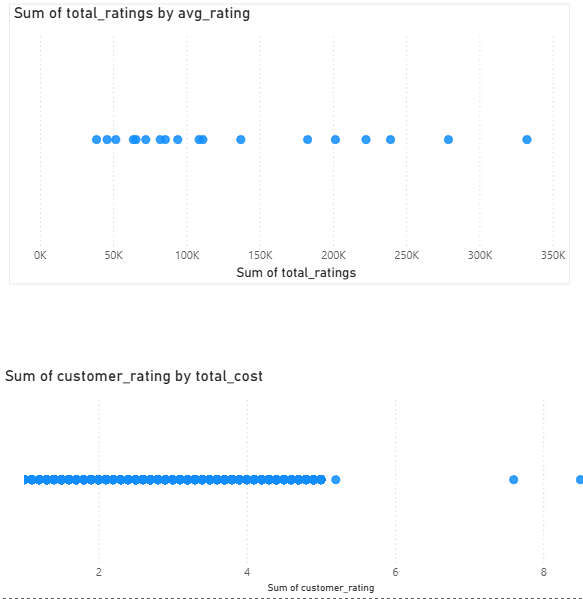 Sum of total_ratings by avg_rating
0K 50K 100K 150K 200K 250K 300K 350K
Sum of total_ratings
Sum of customer_rating by total_cost
2 4 6 8
Sum of customer_rating